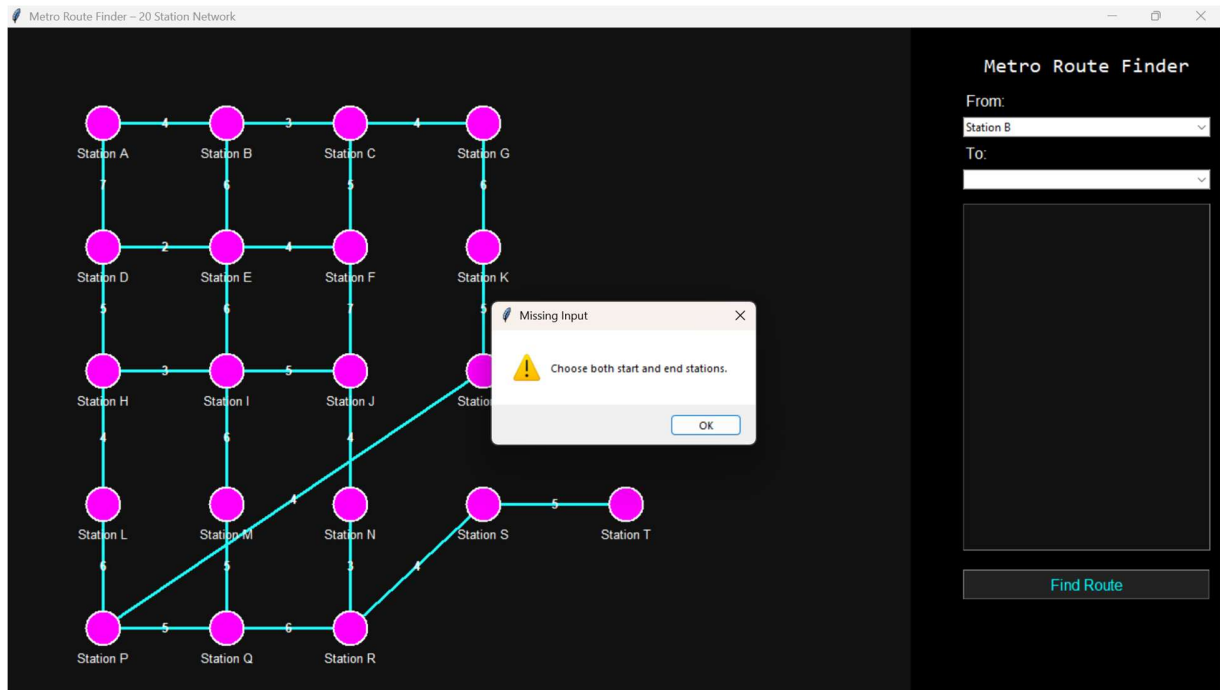 Metro Route Finder – 20 Station Network
Metro Route Finder
From:
Station B
To:
4 3 4
Station A Station B Station C Station G
7 6 5 6
2 4
Station D Station E Station F Station K
5 6 7 5
Missing Input
Choose both start and end stations.
OK
3 5
Station H Station I Station J Station
4 6 4
4
5
Station L Station M Station N Station S Station T
6 5 3 4
5 6
Station P Station Q Station R
Find Route